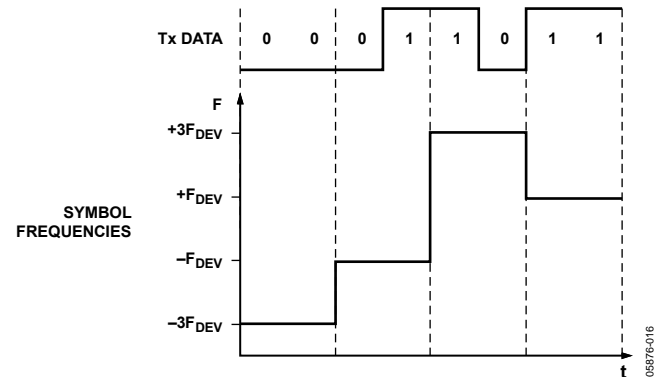 Tx DATA 0 0 0 1 1 0 1 1
F
+3FDEV
+FDEV
SYMBOL
FREQUENCIES
–FDEV
–3FDEV
t
05876-016